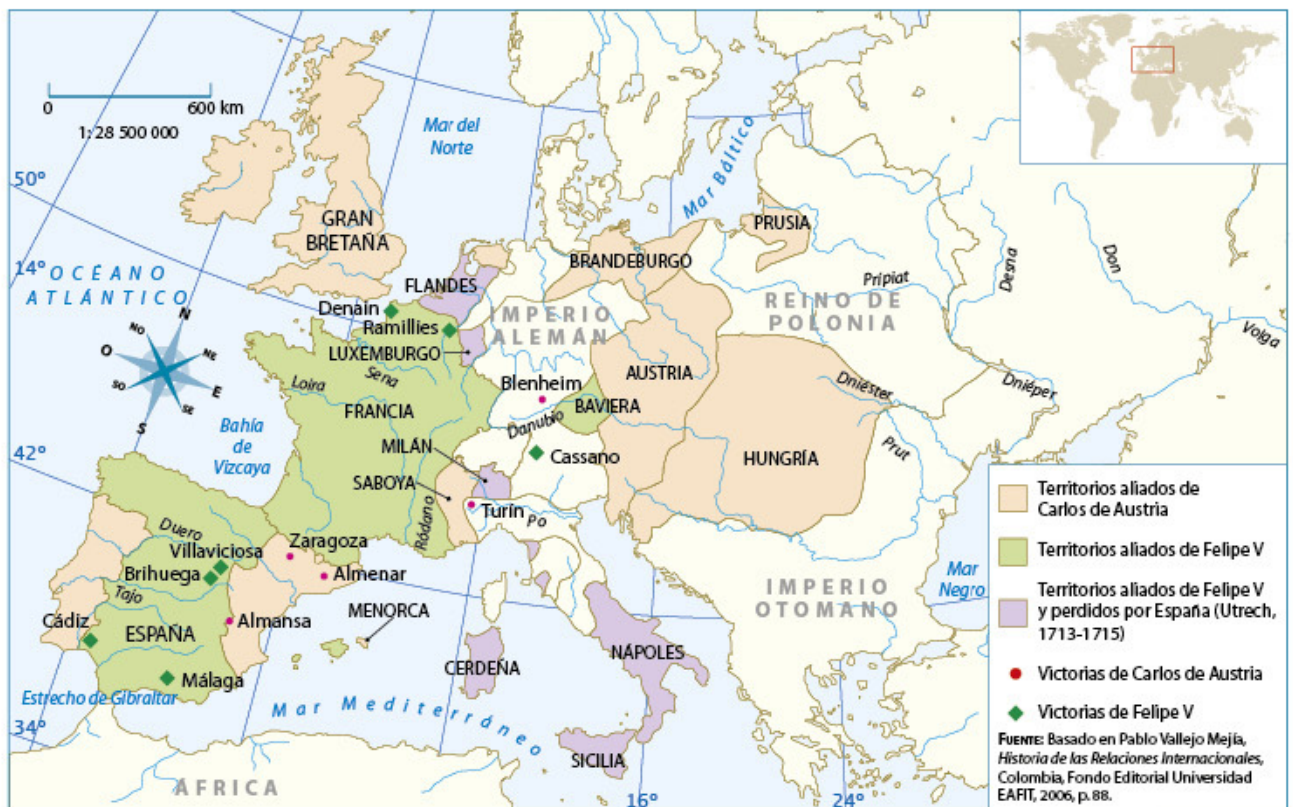 0 600 km
1: 28 500 000
Mar del
Norte
Mar Báltico
50°
14°
42°
34°
16°
24°
GRAN
BRETAÑA
PRUSIA
BRANDEBURGO
OCÉANO
ATLÁNTICO
N
NO
NE
O
E
SO
SE
S
FLANDES
Denain
Ramillies
LUXEMBURGO
IMPERIO
ALEMÁN
REINO DE
POLONIA
Pripiat
Desna
Don
Volga
Sena
Loira
FRANCIA
Blenheim
AUSTRIA
BAVIERA
Danubio
Dniéster
Dniéper
Prut
Bahía
de
Vizcaya
MILÁN
SABOYA
Cassano
HUNGRÍA
Ródano
Turín
Po
Duero
Zaragoza
Villaviciosa
Brihuega
Almenar
Tajo
MENORCA
Cádiz
Almansa
ESPAÑA
Málaga
Estrecho de Gibraltar
CERDEÑA
NÁPOLES
Mar Mediterráneo
SICILIA
ÁFRICA
IMPERIO
OTOMANO
Mar
Negro
Territorios aliados de
Carlos de Austria
Territorios aliados de Felipe V
Territorios aliados de Felipe V
y perdidos por España (Utrech,
1713-1715)
Victorias de Carlos de Austria
Victorias de Felipe V
FUENTE: Basado en Pablo Vallejo Mejía,
Historia de las Relaciones Internacionales,
Colombia, Fondo Editorial Universidad
EAFIT, 2006, p. 88.